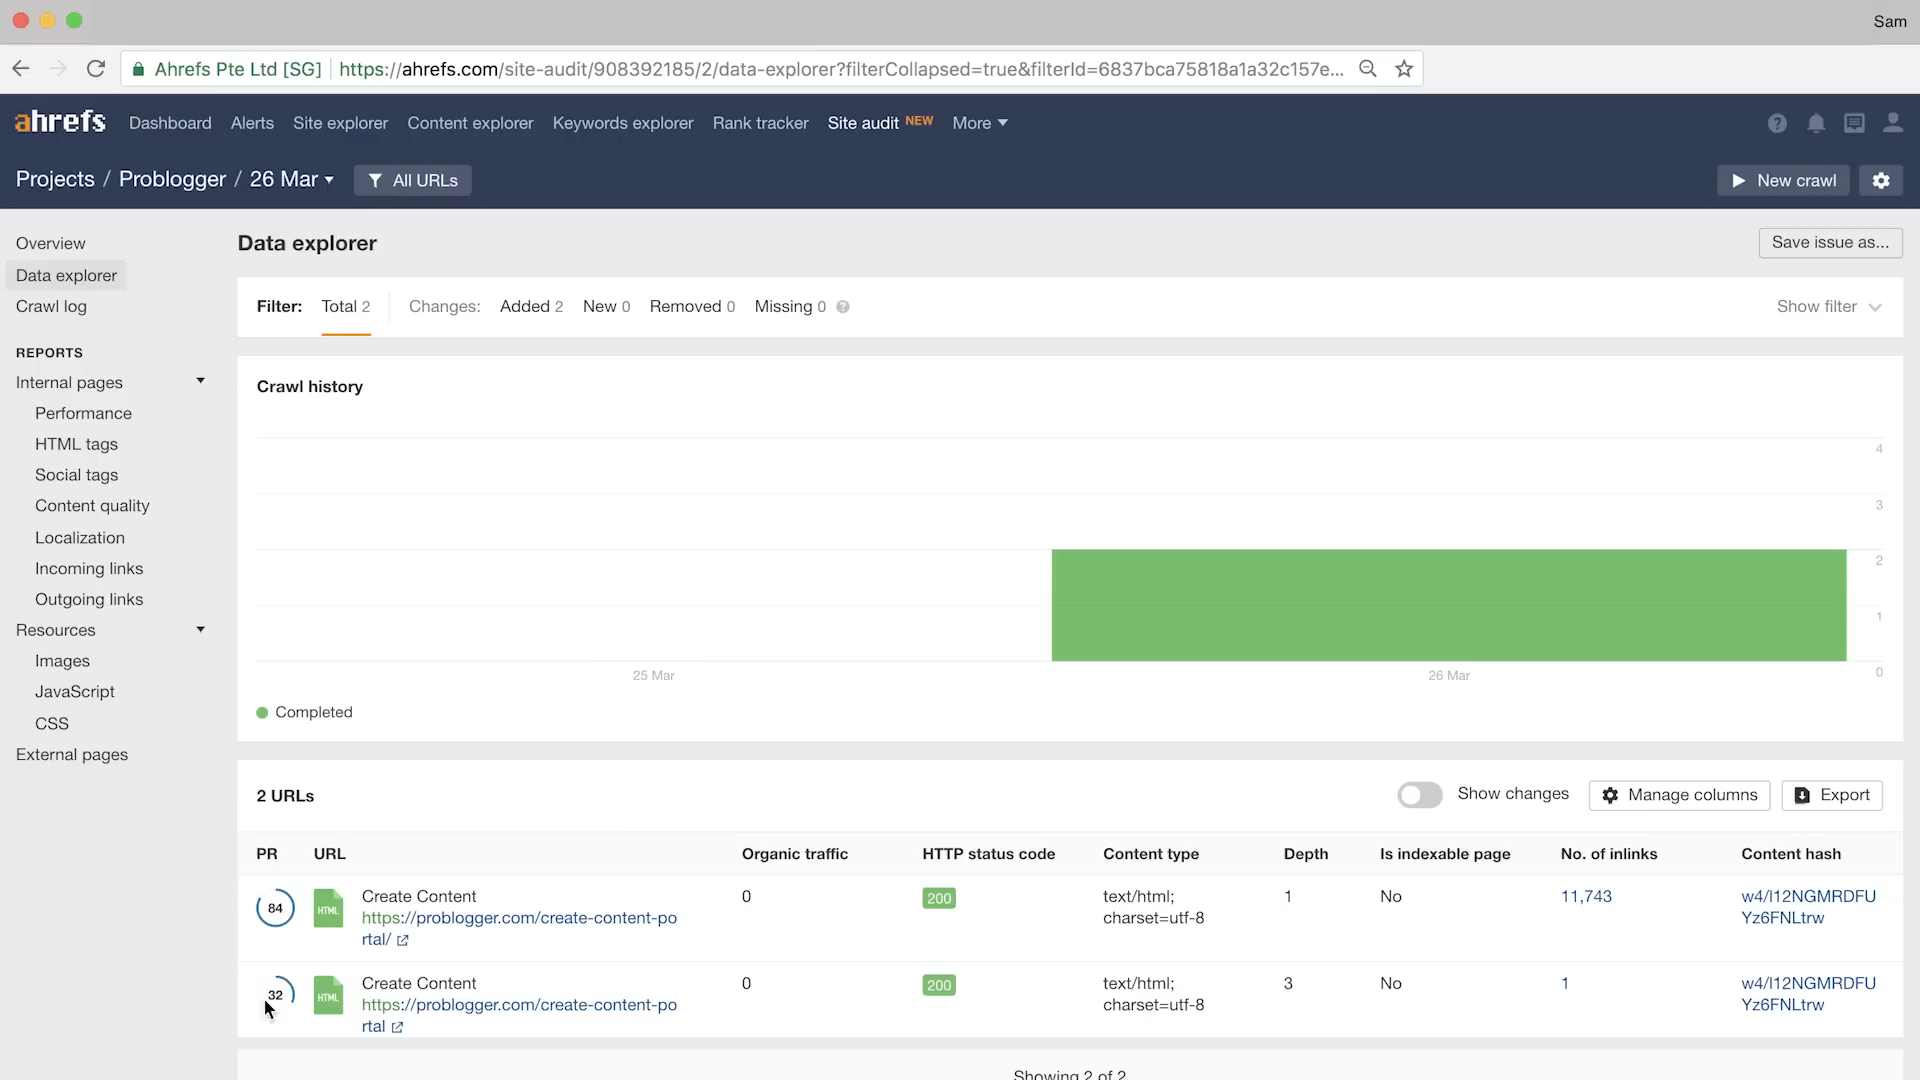 Sam
Ahrefs Pte Ltd [SG] https://ahrefs.com/site-audit/908392185/2/data-explorer?filterCollapsed=true&filterId=6837bca75818a1a32c157e...
ahrefs Dashboard Alerts Site explorer Content explorer Keywords explorer Rank tracker Site audit NEW More
Projects / Problogger / 26 Mar All URLs New crawl
Overview
Data explorer
Crawl log
REPORTS
Internal pages
Performance
HTML tags
Social tags
Content quality
Localization
Incoming links
Outgoing links
Resources
Images
JavaScript
CSS
External pages
Data explorer Save issue as...
Filter: Total 2 Changes: Added 2 New 0 Removed 0 Missing 0 ? Show filter
Crawl history
4
3
2
1
0
25 Mar 26 Mar
Completed
2 URLs Show changes Manage columns Export
PR URL Organic traffic HTTP status code Content type Depth Is indexable page No. of inlinks Content hash
84 HTML Create Content 0 200 text/html; 1 No 11,743 w4/l12NGMRDFU
https://problogger.com/create-content-po charset=utf-8 Yz6FNLtrw
rtal/
32 HTML Create Content 0 200 text/html; 3 No 1 w4/l12NGMRDFU
https://problogger.com/create-content-po charset=utf-8 Yz6FNLtrw
rtal
Showing 2 of 2